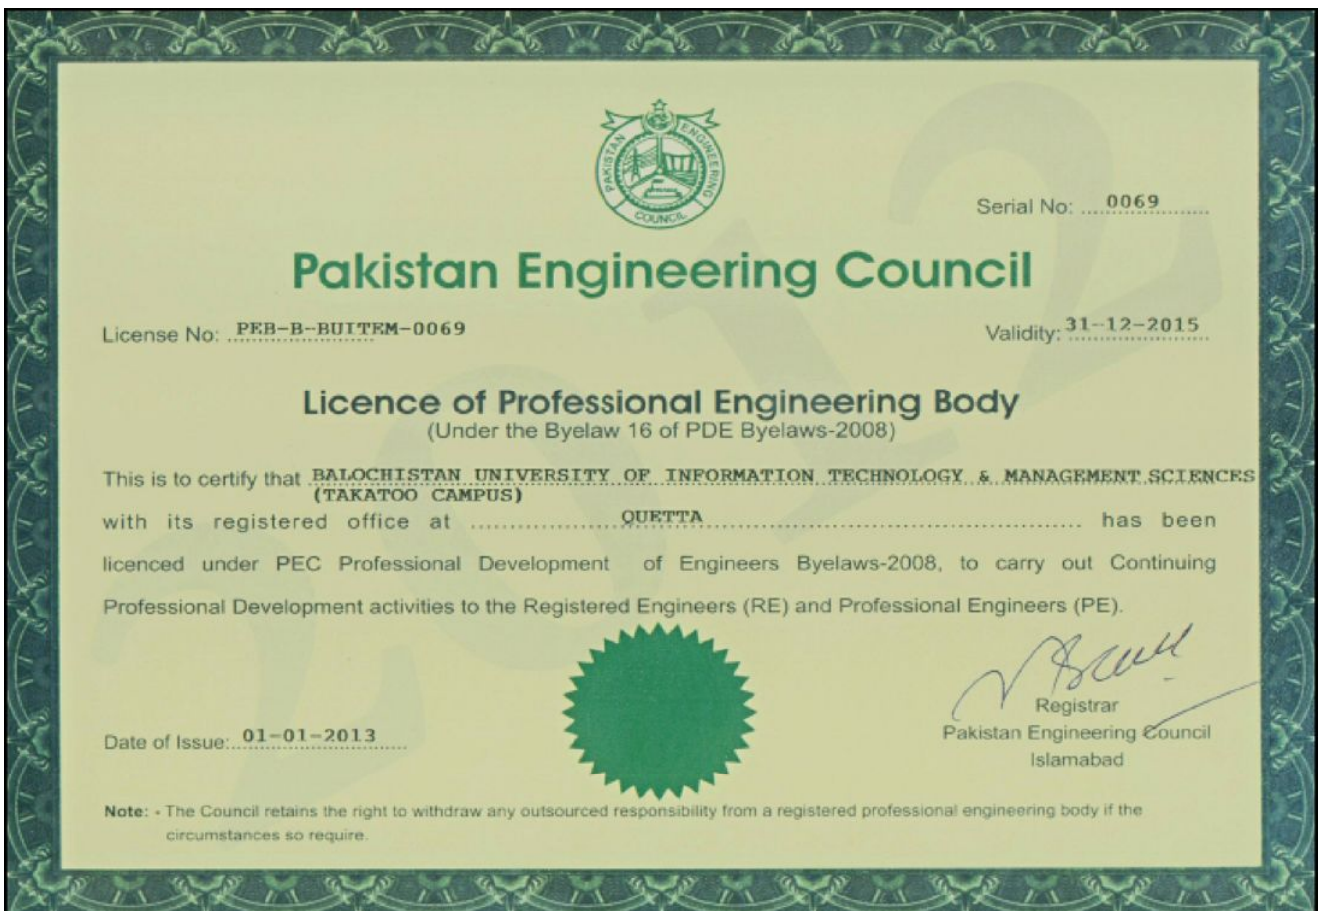 PAKISTAN ENGINEERING COUNCIL
Serial No: 0069
Pakistan Engineering Council
License No: PEB-B-BUITEM-0069
Validity: 31-12-2015
2012
Licence of Professional Engineering Body
(Under the Byelaw 16 of PDE Byelaws-2008)
This is to certify that BALOCHISTAN UNIVERSITY OF INFORMATION TECHNOLOGY & MANAGEMENT SCIENCES
(TAKATOO CAMPUS)
with its registered office at QUETTA has been
licenced under PEC Professional Development of Engineers Byelaws-2008, to carry out Continuing
Professional Development activities to the Registered Engineers (RE) and Professional Engineers (PE).
Registrar
Date of Issue: 01-01-2013
Pakistan Engineering Council
Islamabad
Note: - The Council retains the right to withdraw any outsourced responsibility from a registered professional engineering body if the
circumstances so require.